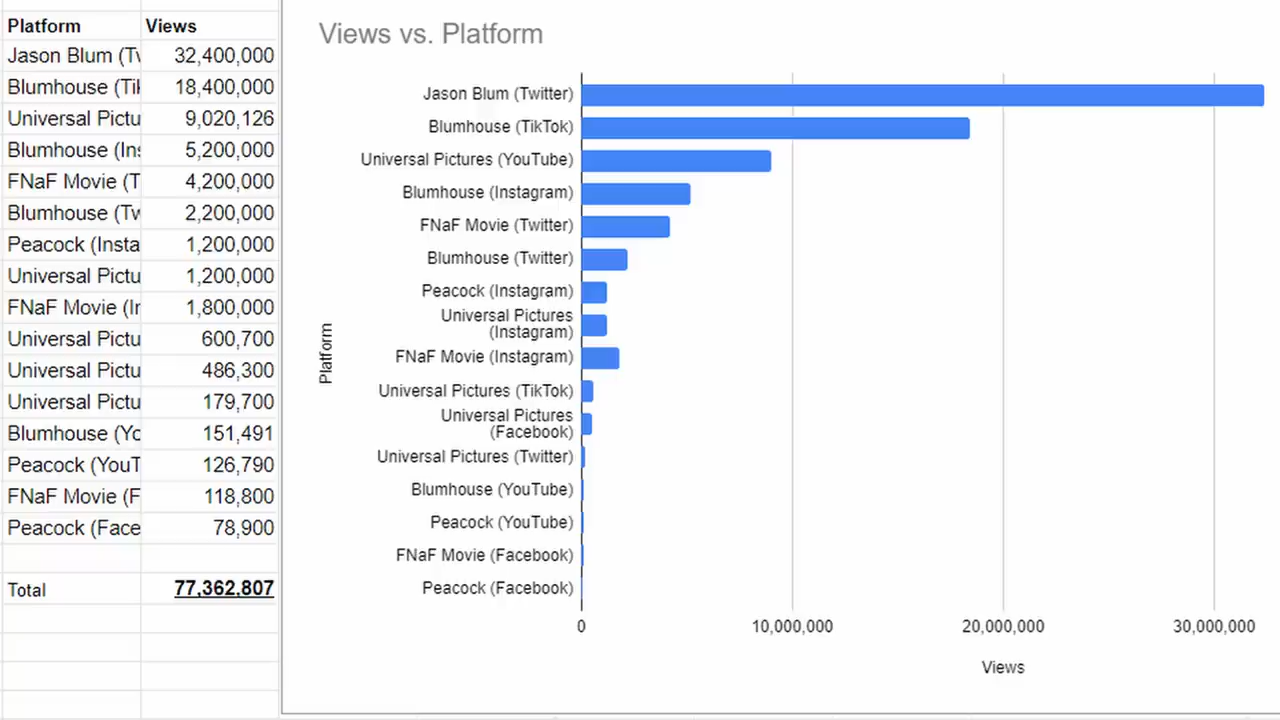 Platform Views
Jason Blum (Tw 32,400,000
Blumhouse (Tik 18,400,000
Universal Pictu 9,020,126
Blumhouse (Ins 5,200,000
FNaF Movie (T 4,200,000
Blumhouse (Tw 2,200,000
Peacock (Insta 1,200,000
Universal Pictu 1,200,000
FNaF Movie (In 1,800,000
Universal Pictu 600,700
Universal Pictu 486,300
Universal Pictu 179,700
Blumhouse (Yo 151,491
Peacock (YouT 126,790
FNaF Movie (F 118,800
Peacock (Face 78,900
Total 77,362,807
Views vs. Platform
Platform
Jason Blum (Twitter)
Blumhouse (TikTok)
Universal Pictures (YouTube)
Blumhouse (Instagram)
FNaF Movie (Twitter)
Blumhouse (Twitter)
Peacock (Instagram)
Universal Pictures
(Instagram)
FNaF Movie (Instagram)
Universal Pictures (TikTok)
Universal Pictures
(Facebook)
Universal Pictures (Twitter)
Blumhouse (YouTube)
Peacock (YouTube)
FNaF Movie (Facebook)
Peacock (Facebook)
0 10,000,000 20,000,000 30,000,000
Views